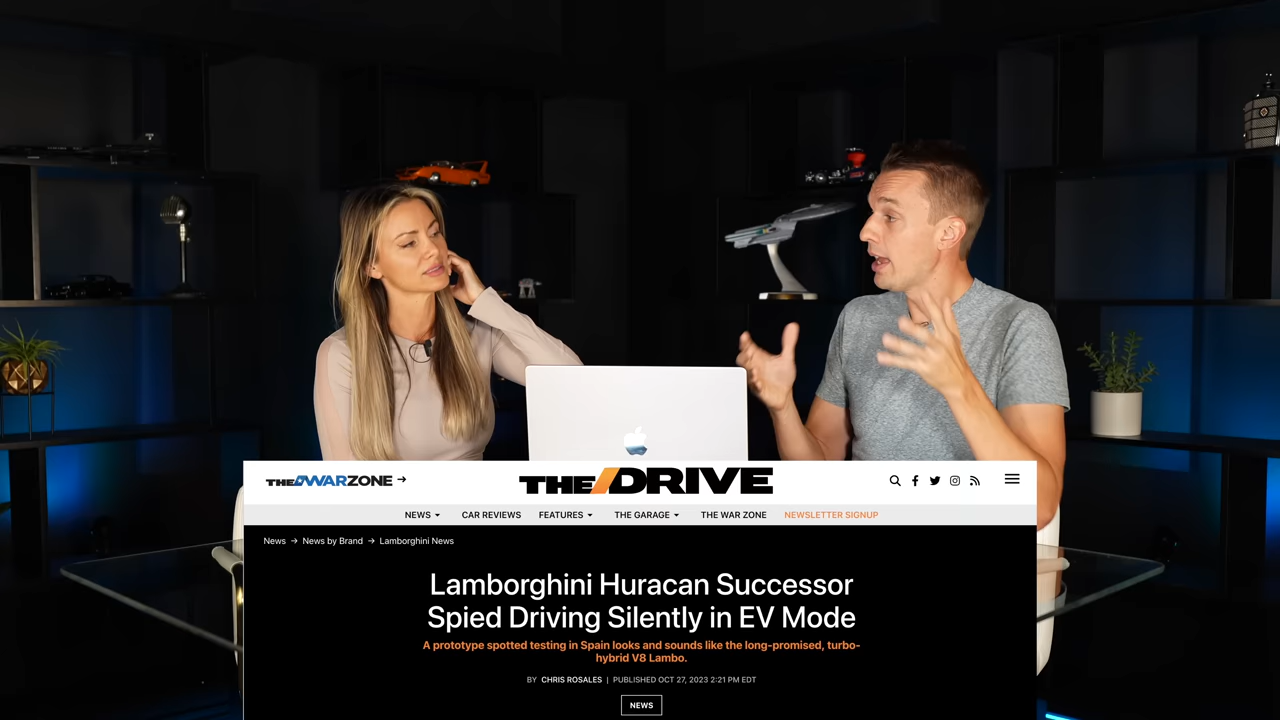 THE WARZONE →
THE/DRIVE
NEWS CAR REVIEWS FEATURES THE GARAGE THE WAR ZONE NEWSLETTER SIGNUP
News → News by Brand → Lamborghini News
Lamborghini Huracan Successor
Spied Driving Silently in EV Mode
A prototype spotted testing in Spain looks and sounds like the long-promised, turbo-
hybrid V8 Lambo.
BY CHRIS ROSALES | PUBLISHED OCT 27, 2023 2:21 PM EDT
NEWS